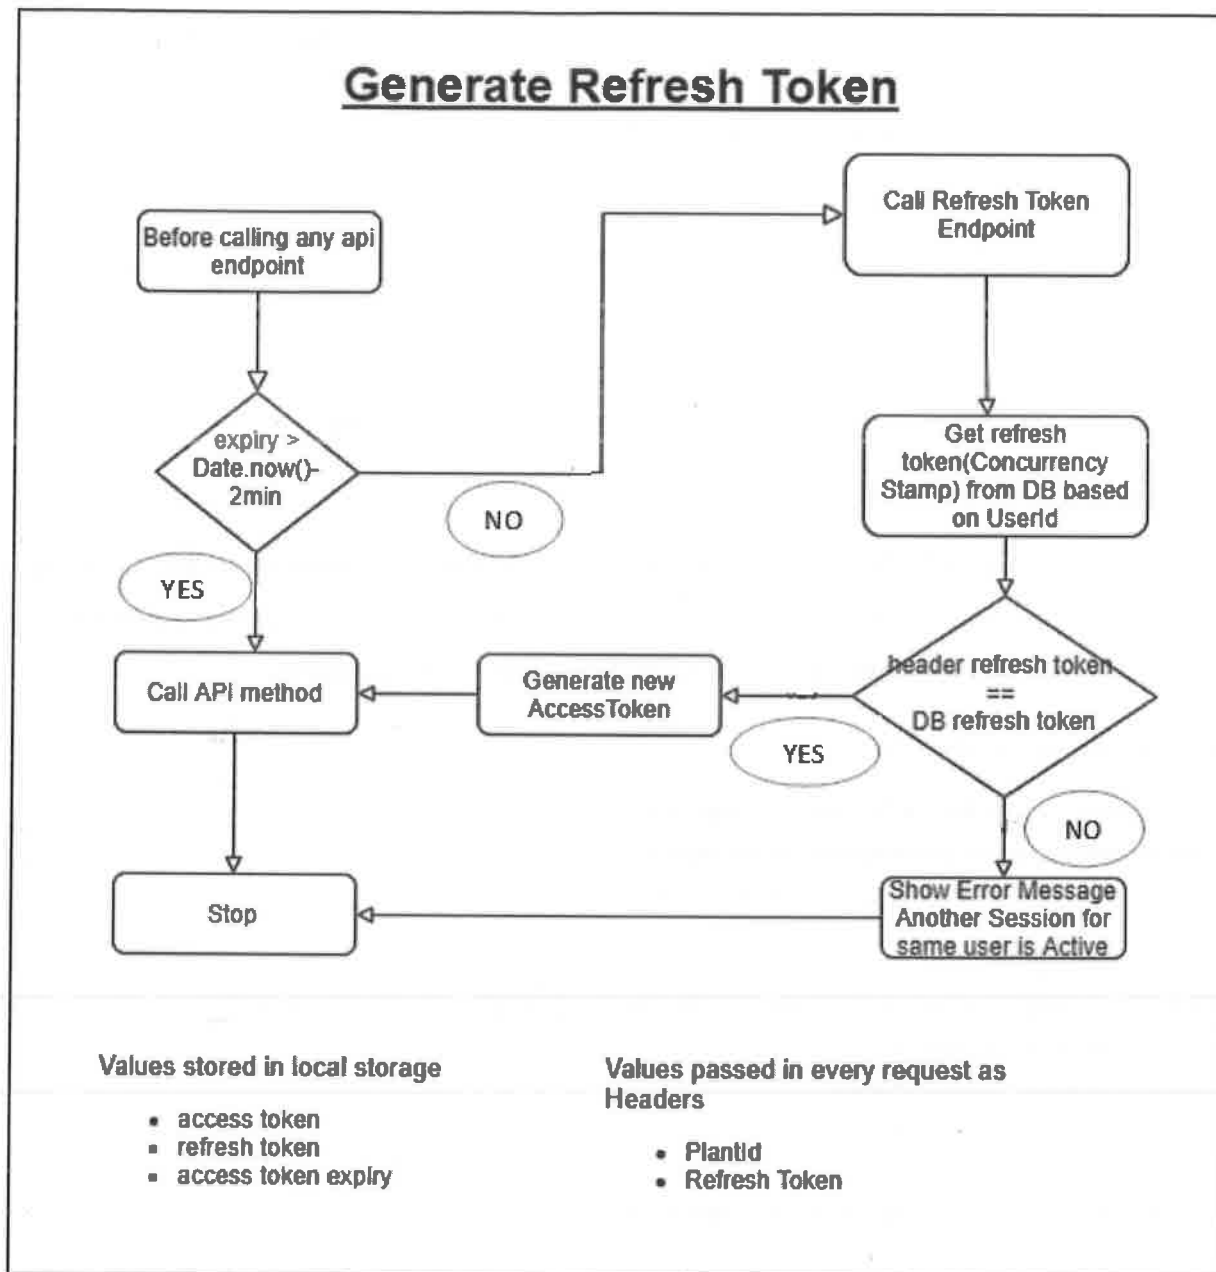 Generate Refresh Token
Before calling any api
endpoint
Call Refresh Token
Endpoint
expiry >
Date.now()-
2min
NO
YES
Get refresh
token(Concurrency
Stamp) from DB based
on UserId
header refresh token
==
DB refresh token
Call API method
Generate new
AccessToken
YES
NO
Stop
Show Error Message
Another Session for
same user is Active
Values stored in local storage
• access token
▪ refresh token
▪ access token expiry
Values passed in every request as
Headers
• PlantId
• Refresh Token